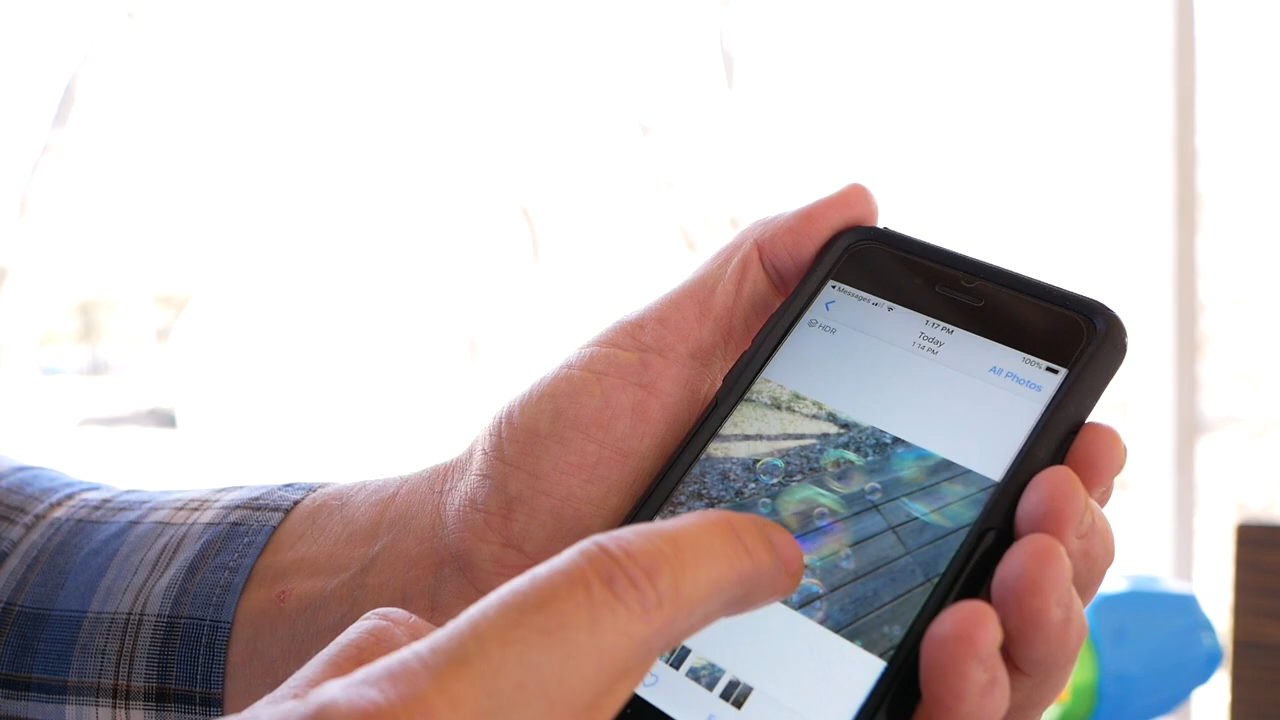 Messages
1:17 PM
100%
HDR
Today
1:14 PM
All Photos